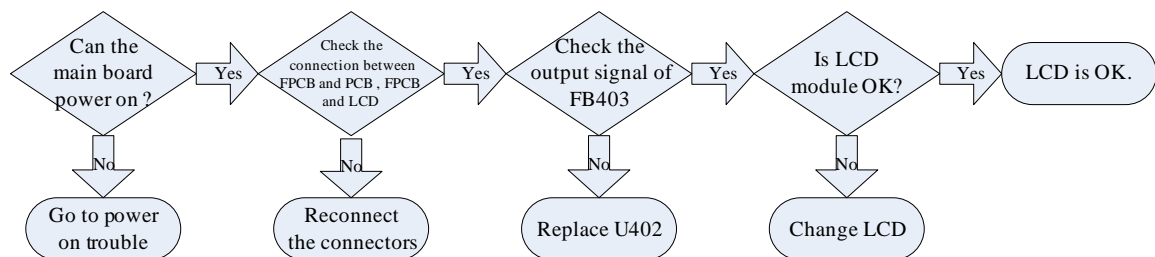 Can the
main board
power on ?
Yes
Check the
connection between
FPCB and PCB , FPCB
and LCD
Yes
Check the
output signal of
FB403
Yes
Is LCD
module OK?
Yes
LCD is OK.
No
No
No
No
Go to power
on trouble
Reconnect
the connectors
Replace U402
Change LCD